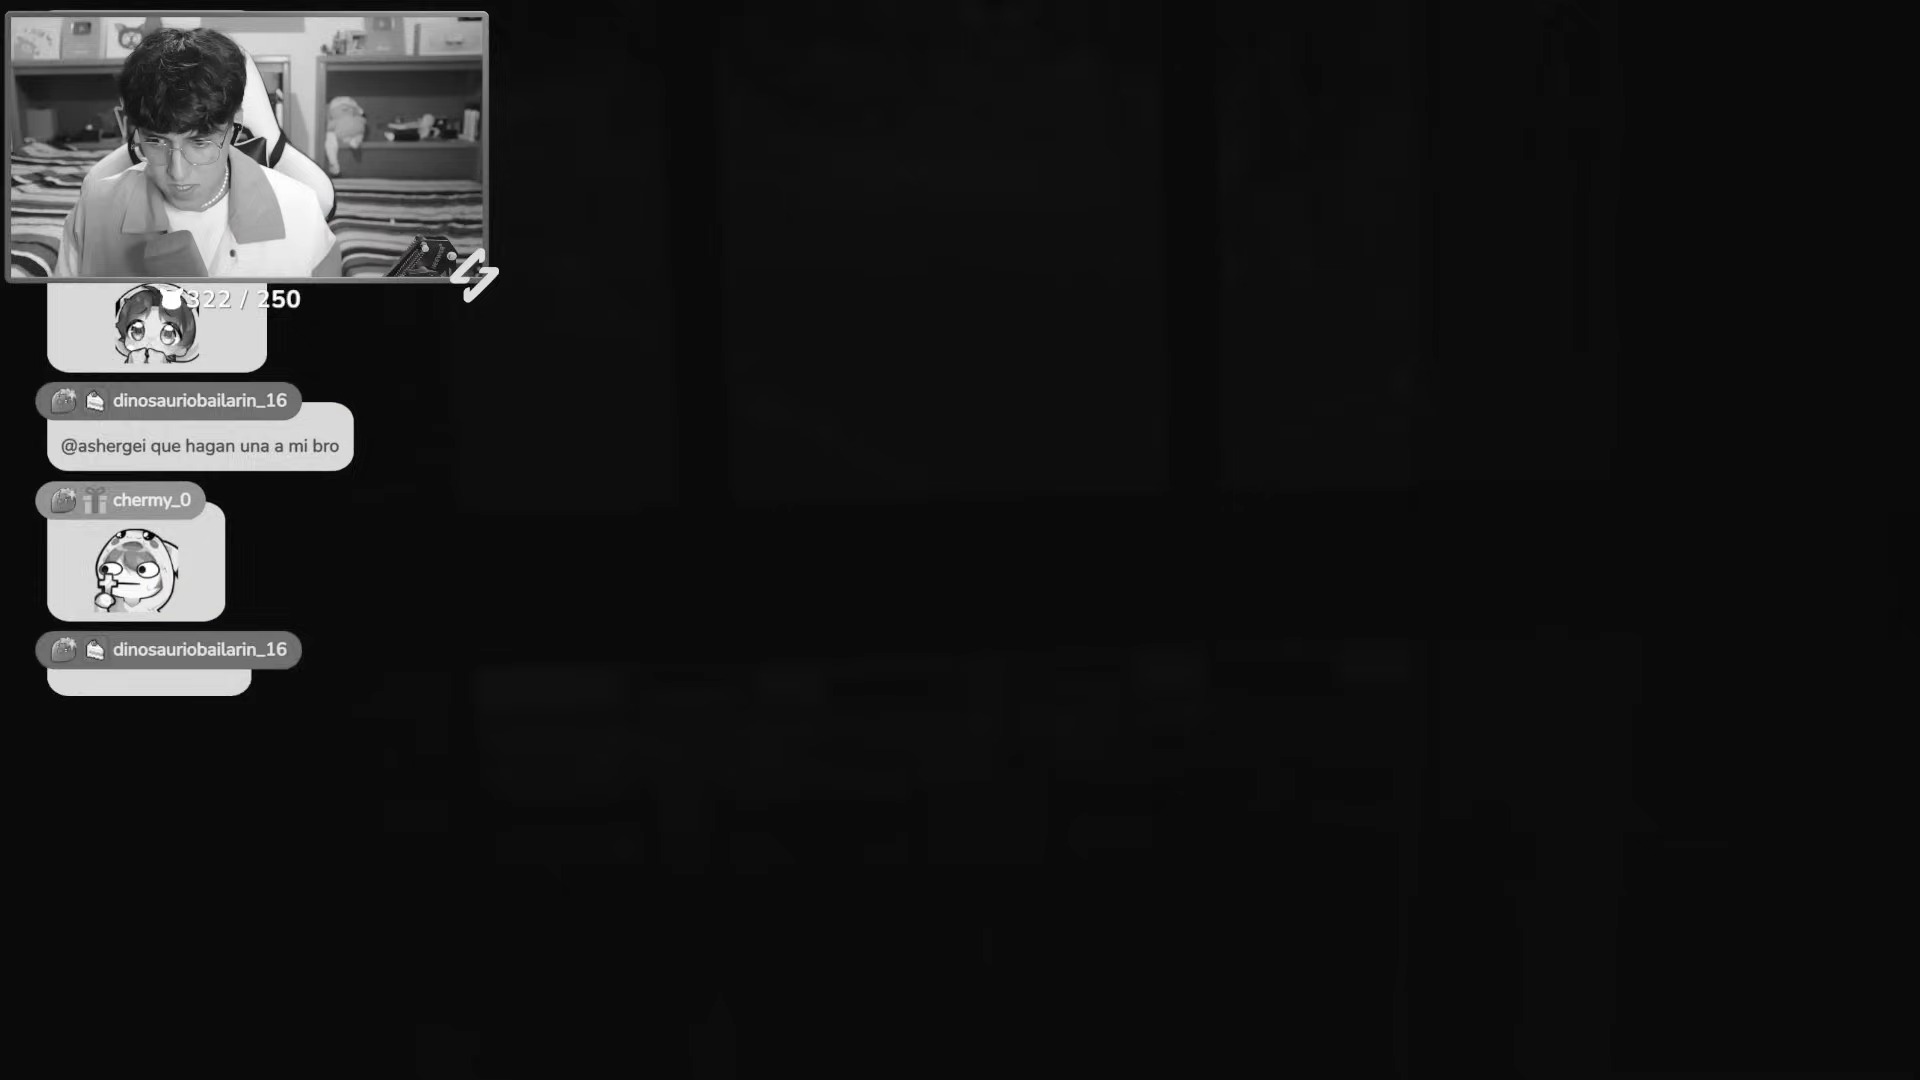 322 / 250
dinosauriobailarin_16
@ashergei que hagan una a mi bro
chermy_0
dinosauriobailarin_16